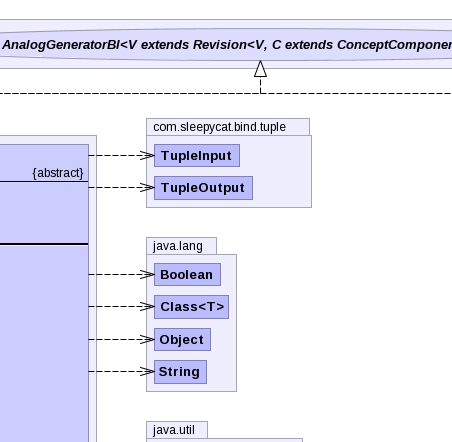 AnalogGeneratorBI<V extends Revision<V, C extends ConceptComponen
com.sleepycat.bind.tuple
TupleInput
{abstract}
TupleOutput
java.lang
Boolean
Class<T>
Object
String
java.util